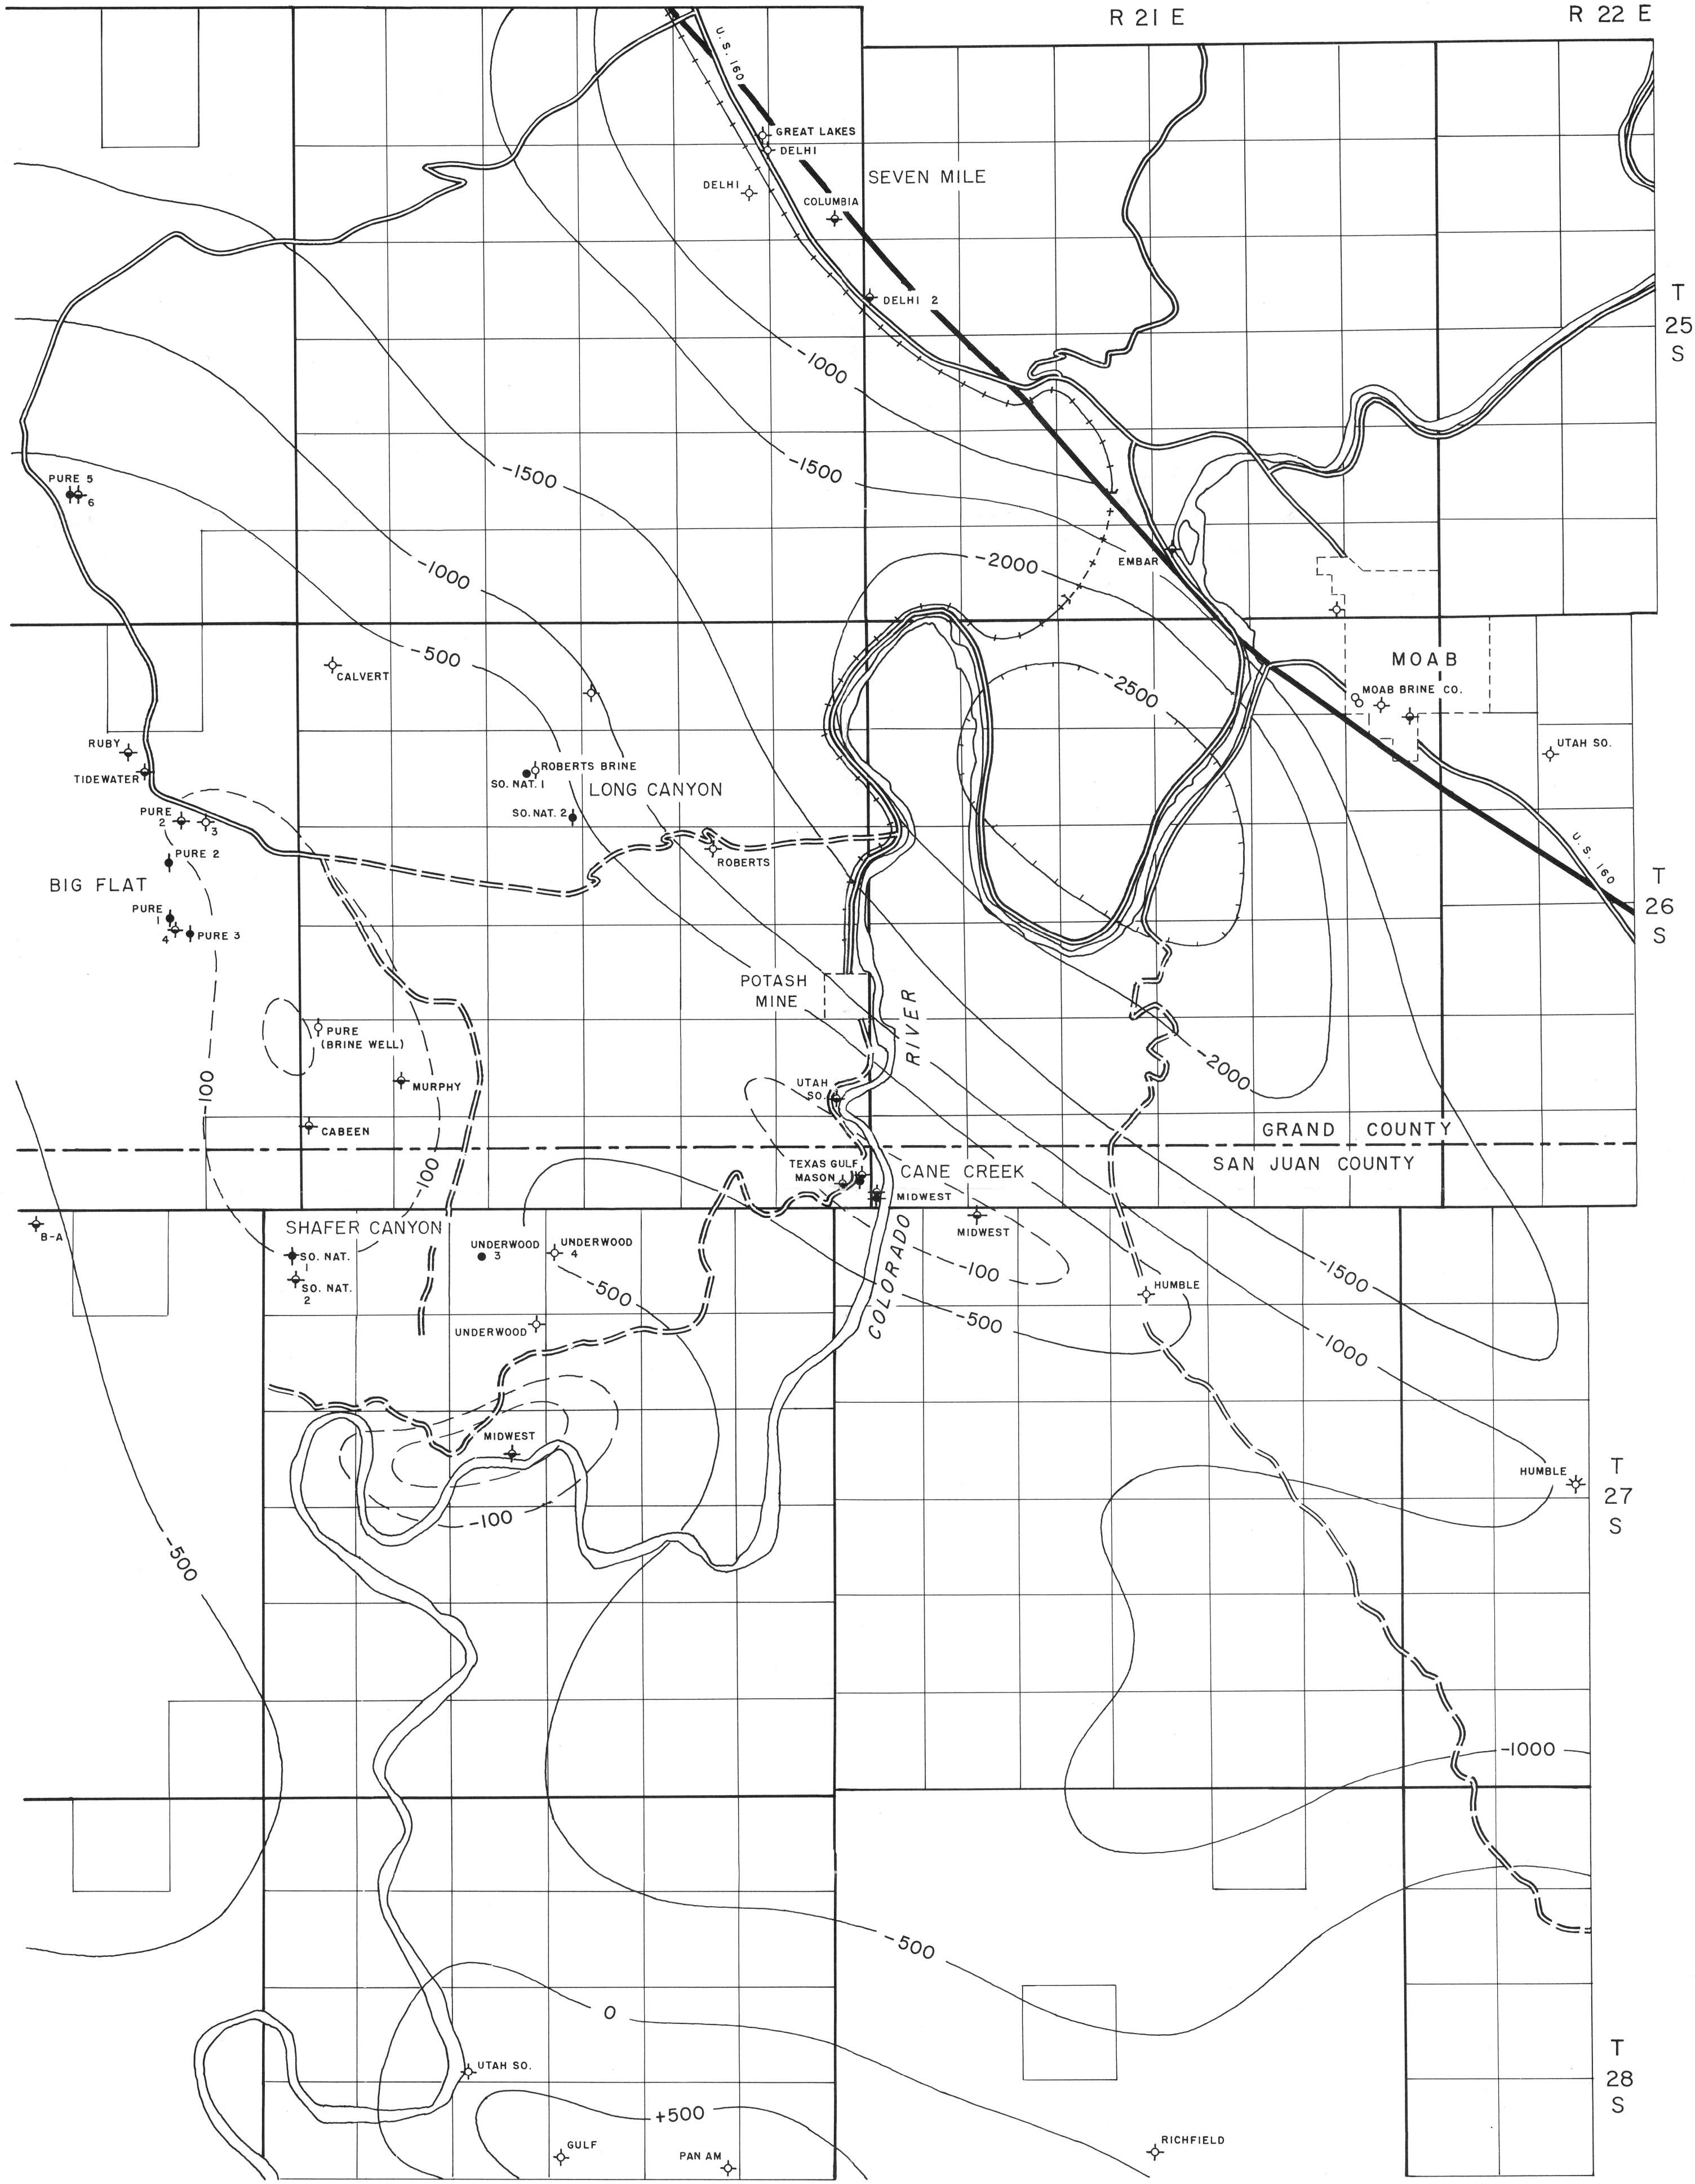 R 21 E
R 22 E
U. S. 160
GREAT LAKES
DELHI
DELHI
SEVEN MILE
COLUMBIA
DELHI 2
T
25
S
-1000
-1500
-1500
PURE 5
6
-1000
-2000
EMBAR
-500
CALVERT
MOAB
-2500
MOAB BRINE CO.
RUBY
UTAH SO.
TIDEWATER
ROBERTS BRINE
SO. NAT. 1
LONG CANYON
SO. NAT. 2
PURE
2
3
PURE 2
ROBERTS
U. S. 160
BIG FLAT
T
26
S
PURE
1
4
PURE 3
POTASH
MINE
RIVER
PURE
(BRINE WELL)
-100
MURPHY
UTAH
SO.
-2000
CABEEN
GRAND COUNTY
SAN JUAN COUNTY
-100
TEXAS GULF
MASON
CANE CREEK
MIDWEST
B-A
SHAFER CANYON
SO. NAT.
1
SO. NAT.
2
UNDERWOOD
3
UNDERWOOD
4
MIDWEST
-100
-1500
-500
HUMBLE
COLORADO
-500
UNDERWOOD
-1000
MIDWEST
HUMBLE
T
27
S
-100
-500
-1000
-500
0
UTAH SO.
T
28
S
+500
GULF
PAN AM
RICHFIELD